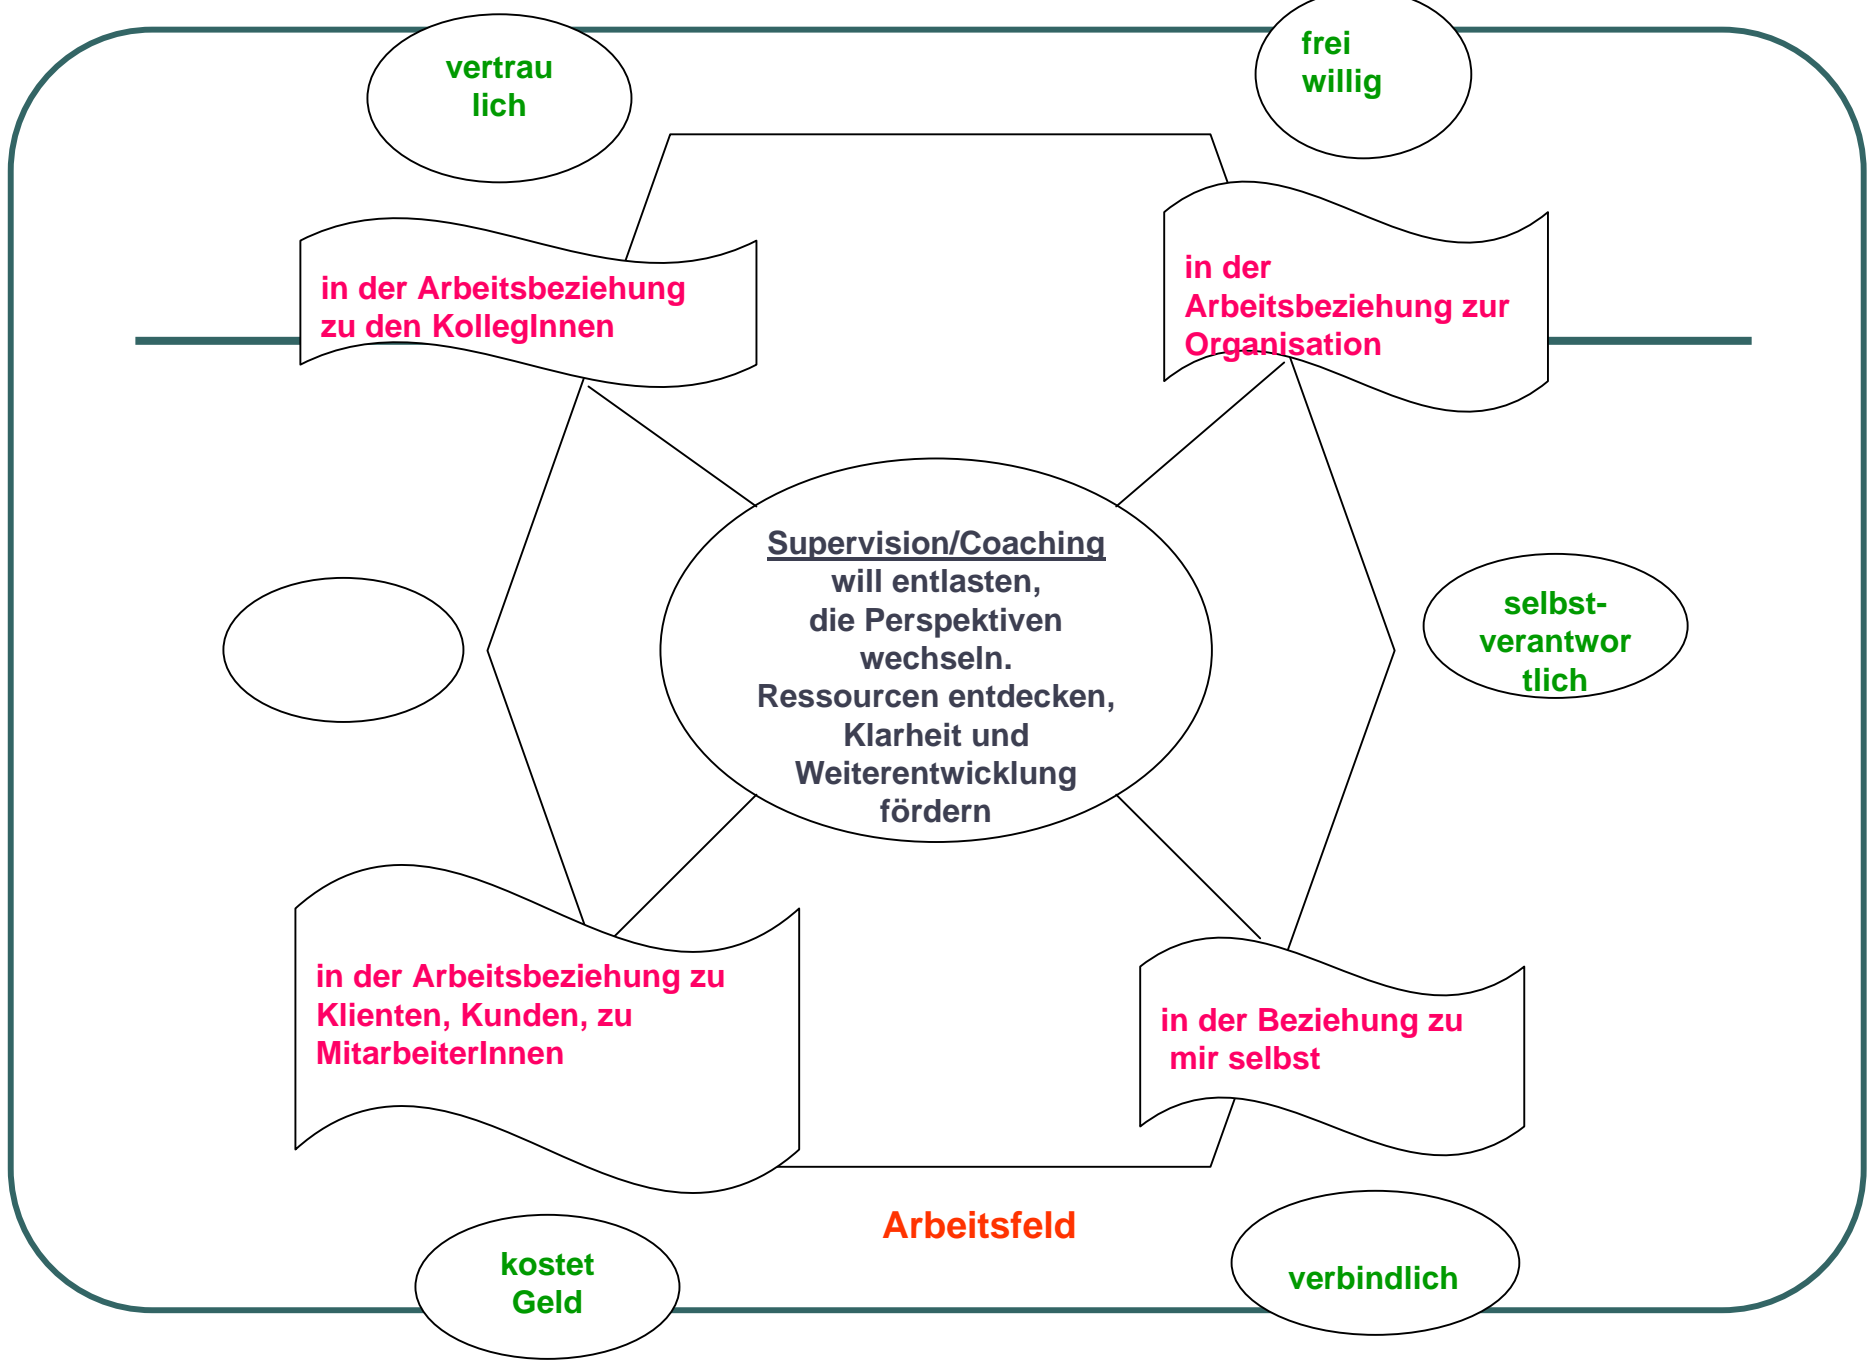 vertrau
lich
frei
willig
in der Arbeitsbeziehung
zu den KollegInnen
in der
Arbeitsbeziehung zur
Organisation
Supervision/Coaching
will entlasten,
die Perspektiven
wechseln.
Ressourcen entdecken,
Klarheit und
Weiterentwicklung
fördern
selbst-
verantwor
tlich
in der Arbeitsbeziehung zu
Klienten, Kunden, zu
MitarbeiterInnen
in der Beziehung zu
mir selbst
Arbeitsfeld
kostet
Geld
verbindlich